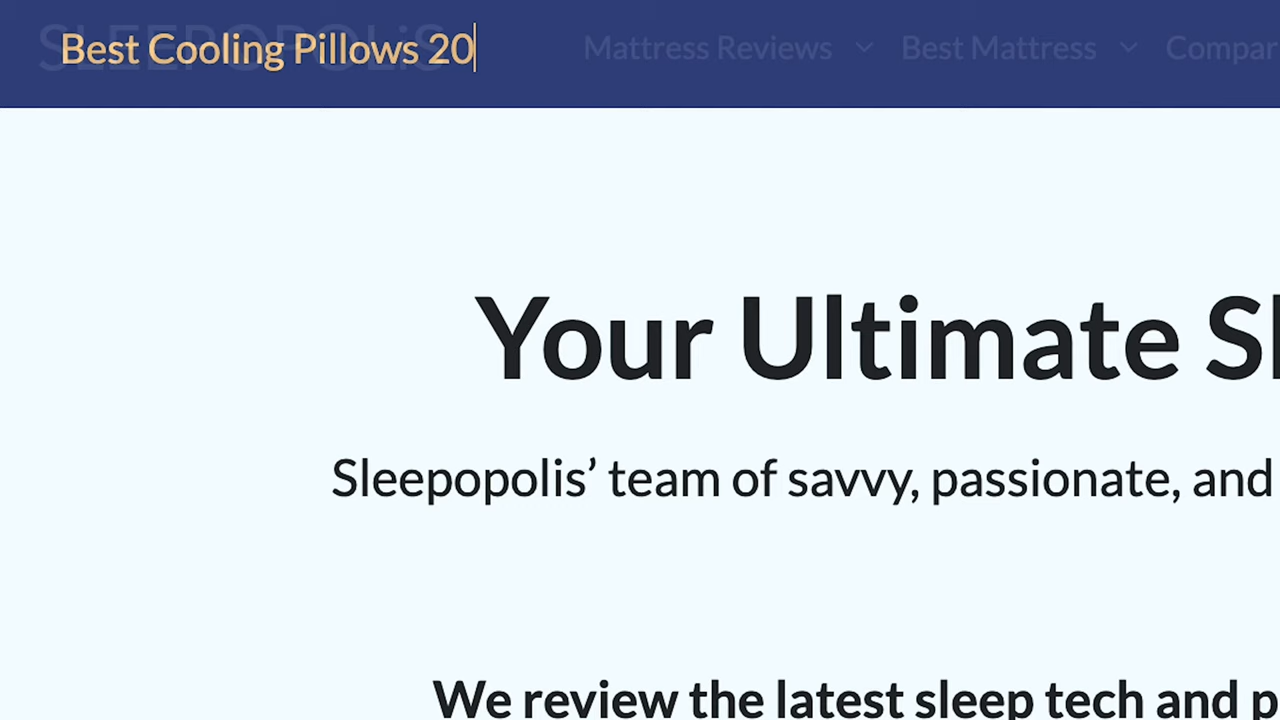 SLEEPOPOLIS
Best Cooling Pillows 20
Mattress Reviews Best Mattress Compar
Your Ultimate Sl
Sleepopolis’ team of savvy, passionate, and
We review the latest sleep tech and p